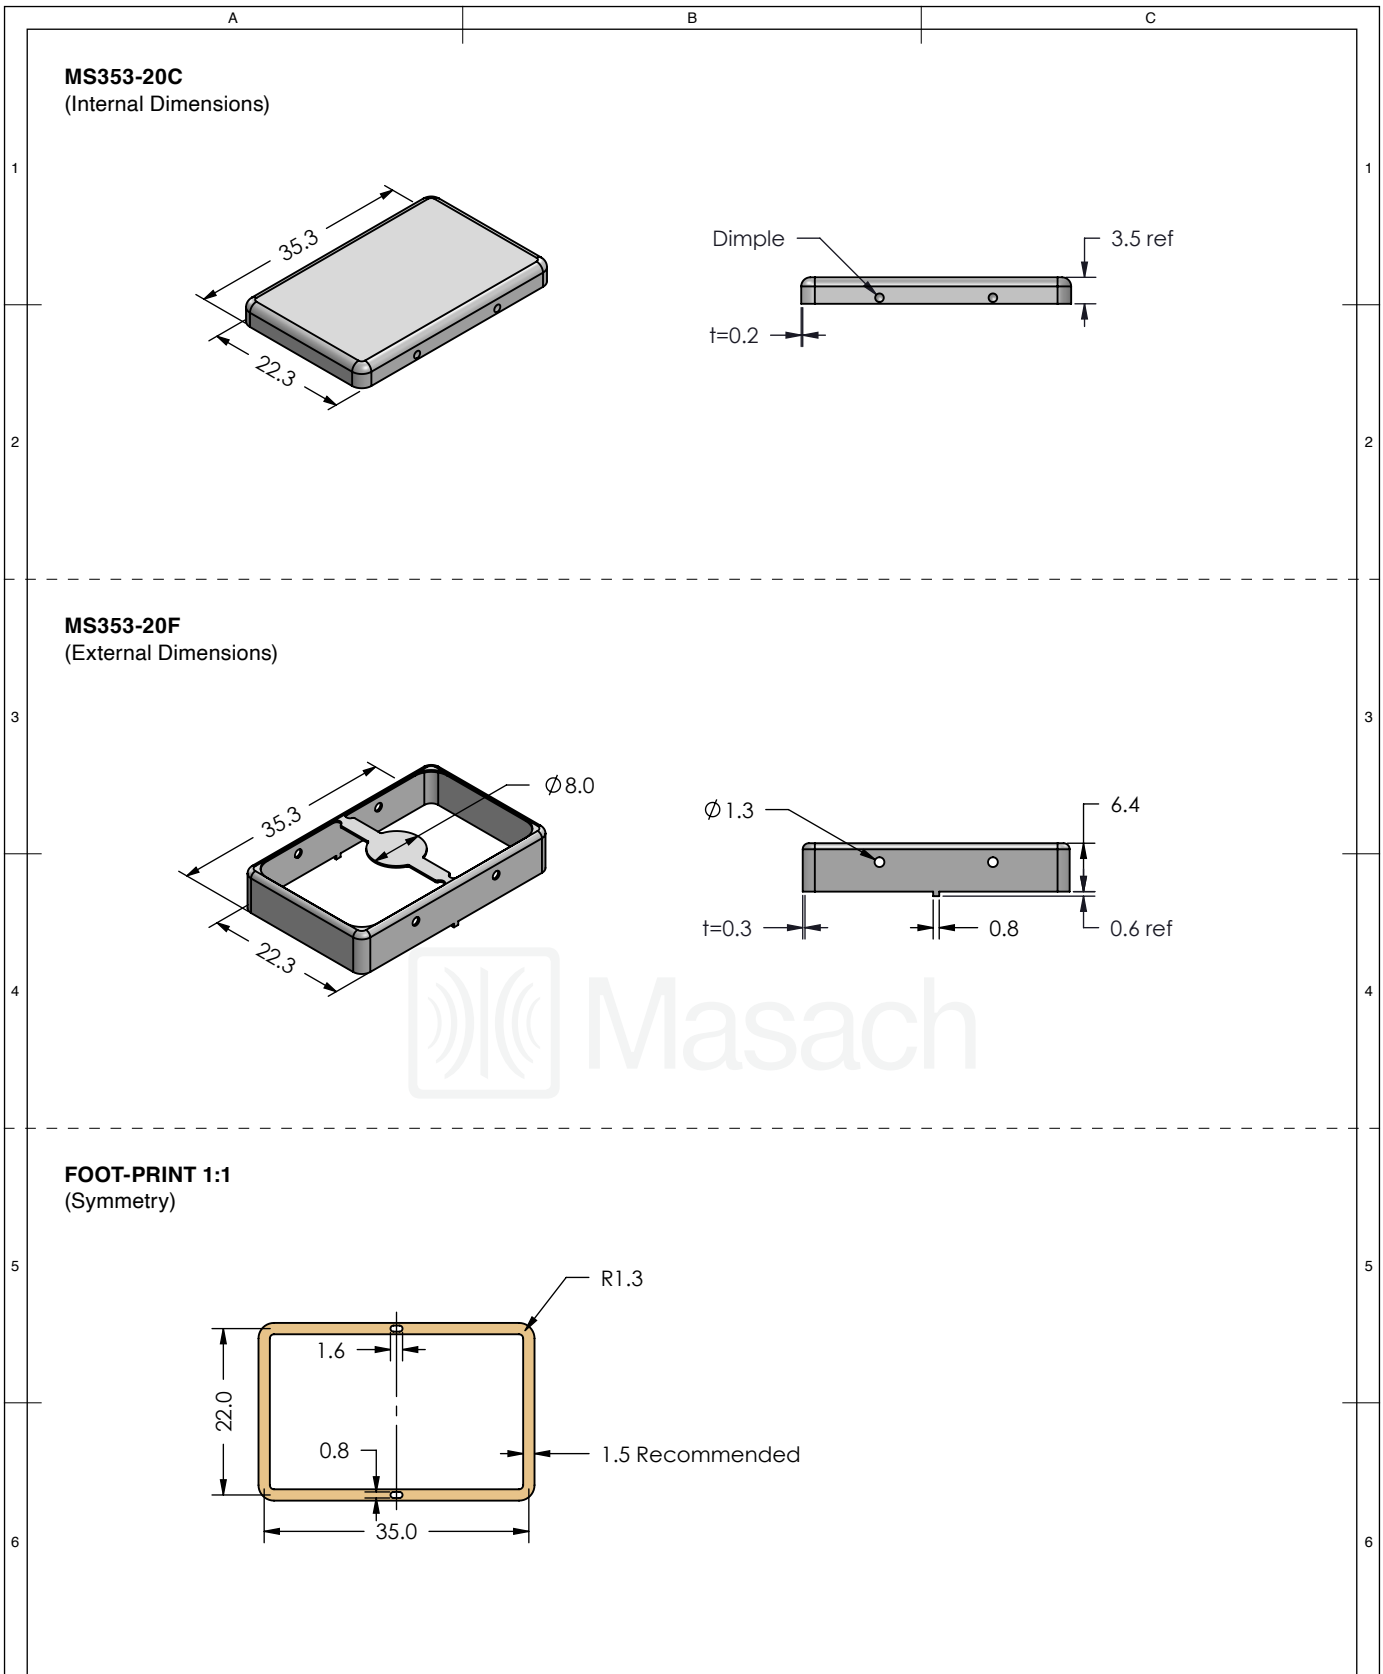 A B C
MS353-20C
(Internal Dimensions)
1 1
35.3
22.3
Dimple
3.5 ref
t=0.2
2 2
MS353-20F
(External Dimensions)
3 3
35.3
Ø8.0
22.3
Ø1.3
6.4
t=0.3
0.8
0.6 ref
Masach
4 4
FOOT-PRINT 1:1
(Symmetry)
5 5
R1.3
1.6
22.0
0.8
1.5 Recommended
35.0
6 6